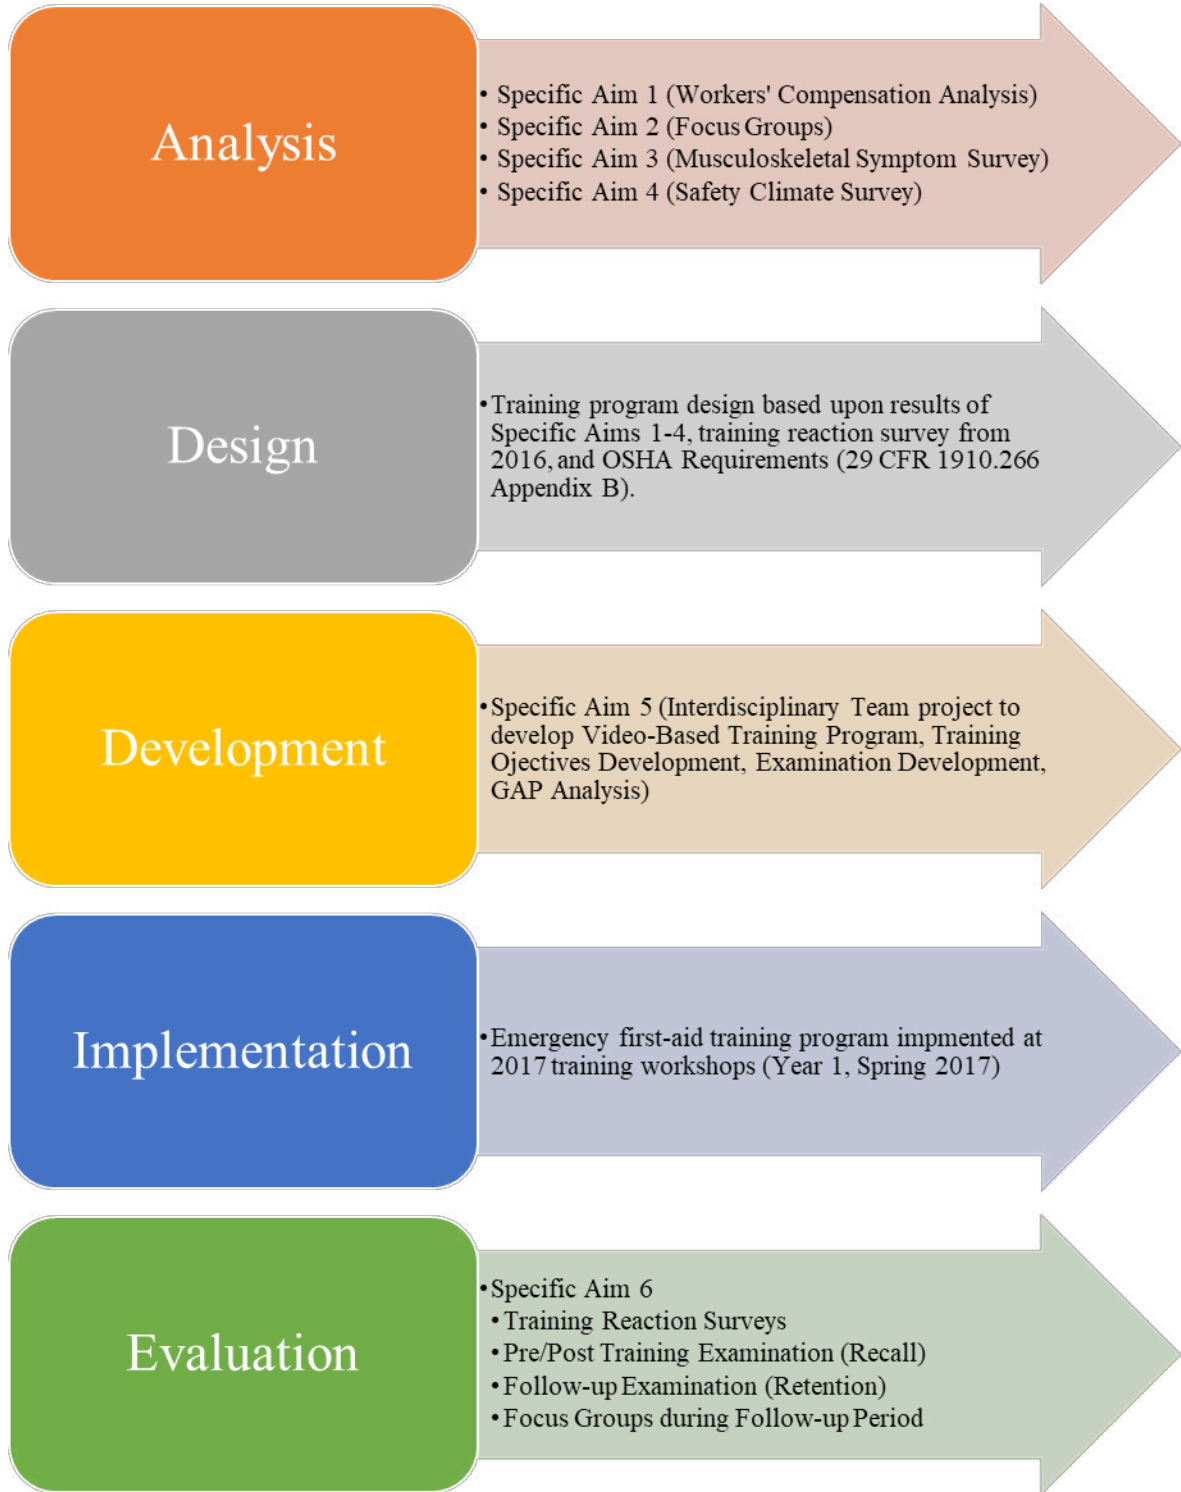 Analysis
• Specific Aim 1 (Workers' Compensation Analysis)
• Specific Aim 2 (Focus Groups)
• Specific Aim 3 (Musculoskeletal Symptom Survey)
• Specific Aim 4 (Safety Climate Survey)
Design
•Training program design based upon results of
Specific Aims 1-4, training reaction survey from
2016, and OSHA Requirements (29 CFR 1910.266
Appendix B).
Development
•Specific Aim 5 (Interdisciplinary Team project to
develop Video-Based Training Program, Training
Ojectives Development, Examination Development,
GAP Analysis)
Implementation
•Emergency first-aid training program impmented at
2017 training workshops (Year 1, Spring 2017)
Evaluation
•Specific Aim 6
•Training Reaction Surveys
•Pre/Post Training Examination (Recall)
•Follow-up Examination (Retention)
•Focus Groups during Follow-up Period